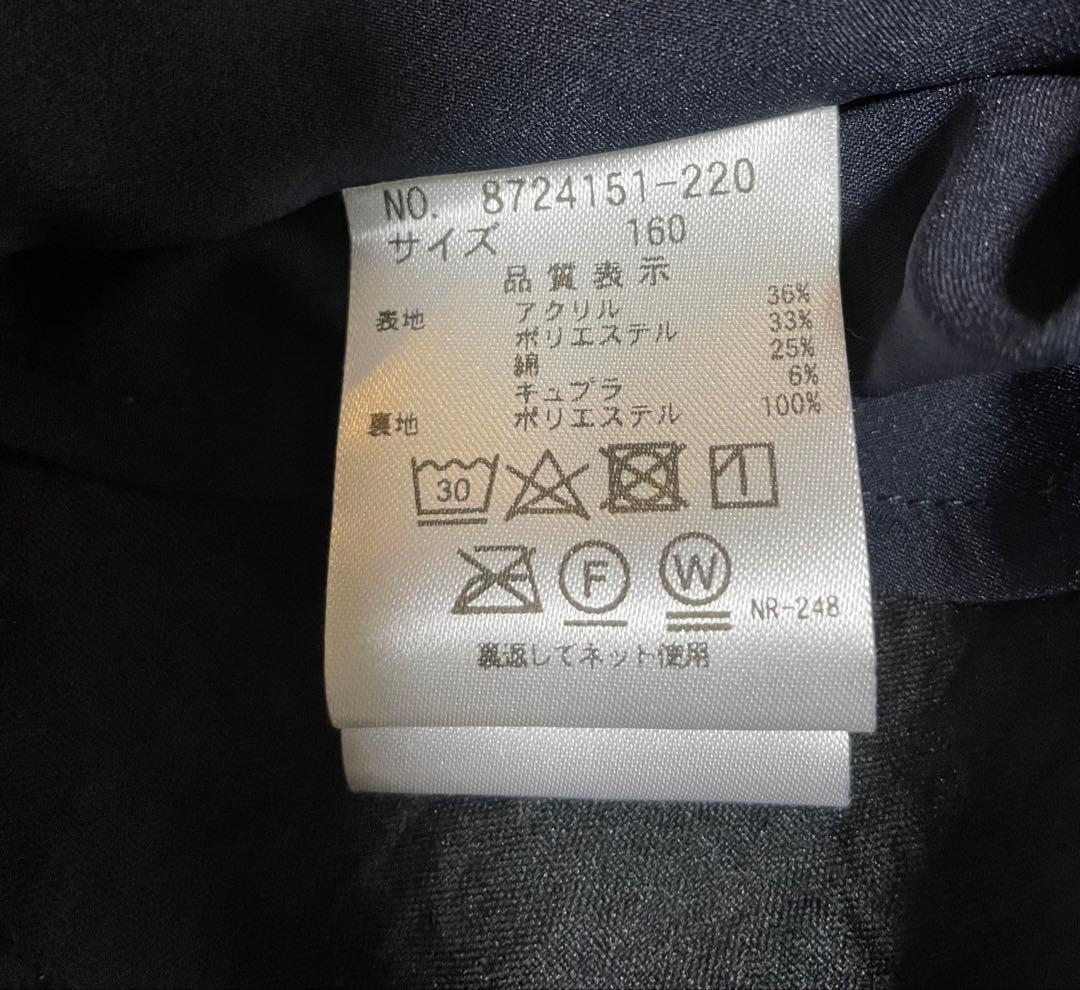 NO. 8724151-220
サイズ 160
品質表示
表地 アクリル 36%
ポリエステル 33%
綿 25%
キュプラ 6%
裏地 ポリエステル 100%
30
F W NR-248
裏返してネット使用